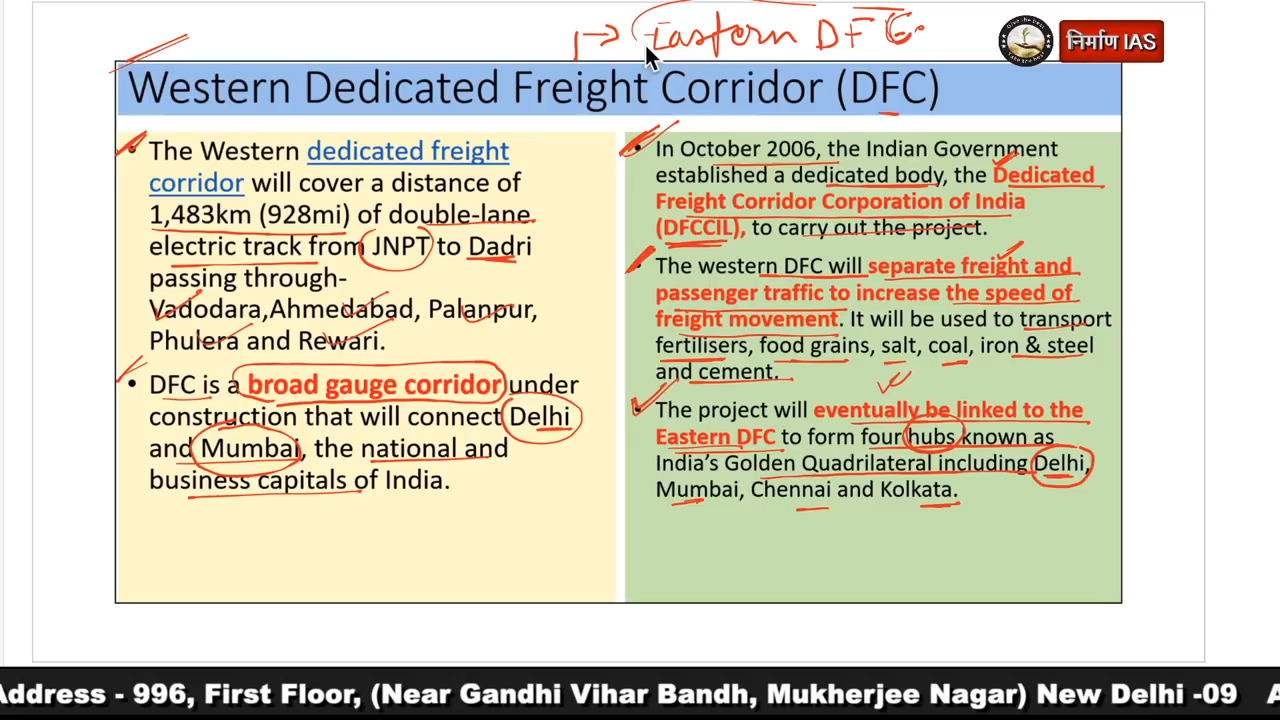 → Eastern DFC
निर्माण IAS
Western Dedicated Freight Corridor (DFC)
• The Western dedicated freight
corridor will cover a distance of
1,483km (928mi) of double-lane
electric track from JNPT to Dadri
passing through-
Vadodara,Ahmedabad, Palanpur,
Phulera and Rewari.
• DFC is a broad gauge corridor under
construction that will connect Delhi
and Mumbai, the national and
business capitals of India.
• In October 2006, the Indian Government
established a dedicated body, the Dedicated
Freight Corridor Corporation of India
(DFCCIL), to carry out the project.
• The western DFC will separate freight and
passenger traffic to increase the speed of
freight movement. It will be used to transport
fertilisers, food grains, salt, coal, iron & steel
and cement.
• The project will eventually be linked to the
Eastern DFC to form four hubs known as
India’s Golden Quadrilateral including Delhi,
Mumbai, Chennai and Kolkata.
Address - 996, First Floor, (Near Gandhi Vihar Bandh, Mukherjee Nagar) New Delhi -09 A